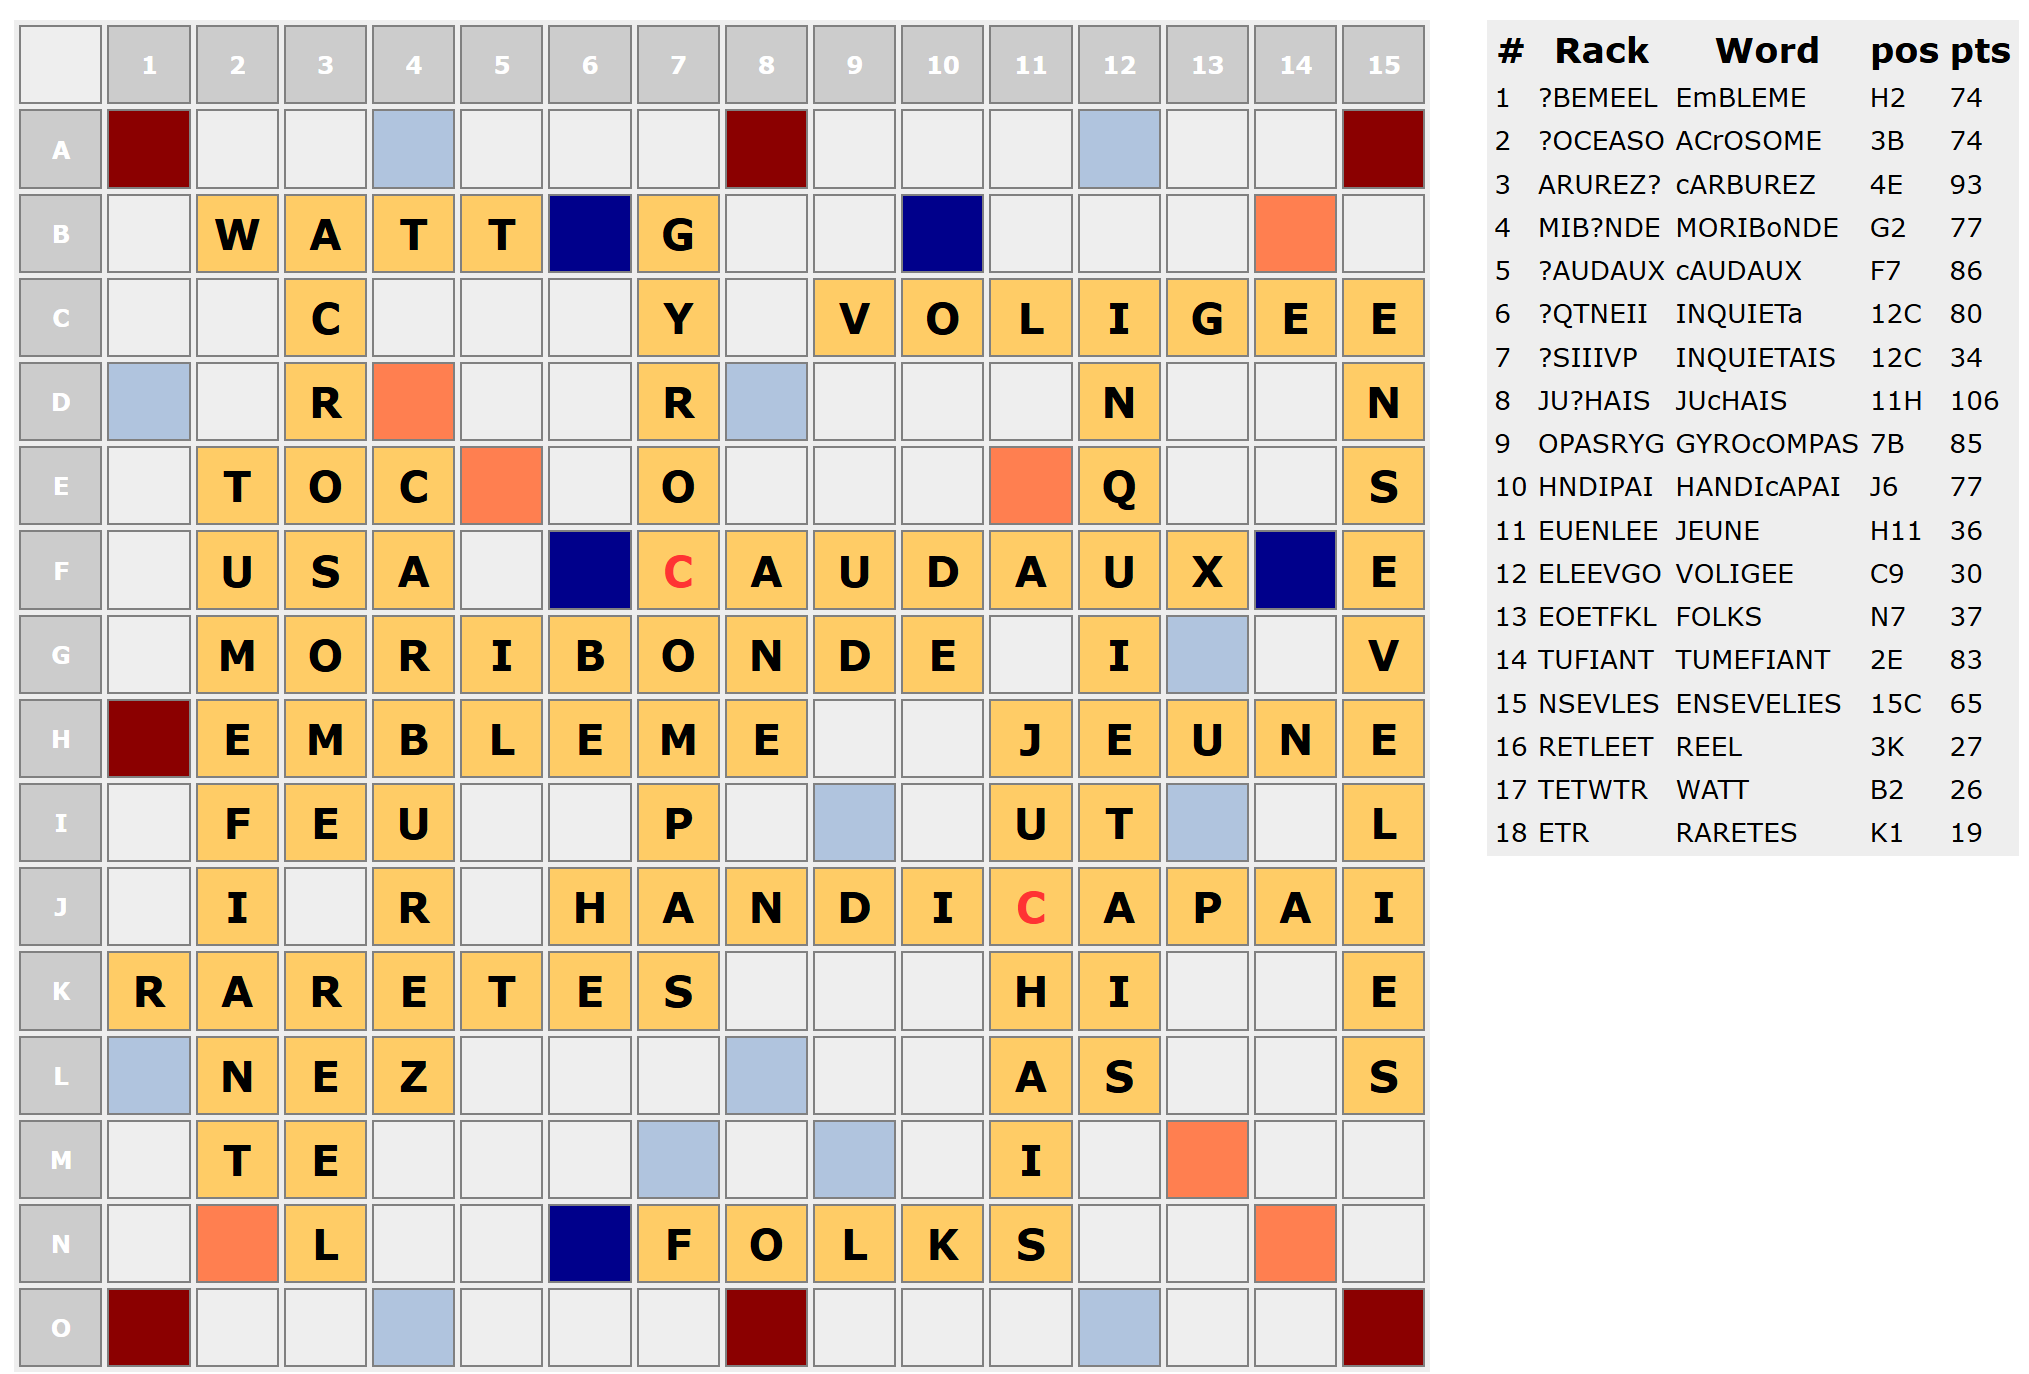 1 2 3 4 5 6 7 8 9 10 11 12 13 14 15
A
B W A T T G
C C Y V O L I G E E
D R R N N
E T O C O Q S
F U S A C A U D A U X E
G M O R I B O N D E I V
H E M B L E M E J E U N E
I F E U P U T L
J I R H A N D I C A P A I
K R A R E T E S H I E
L N E Z A S S
M T E I
N L F O L K S
O
# Rack Word pos pts
1 ?BEMEEL EmBLEME H2 74
2 ?OCEASO ACrOSOME 3B 74
3 ARUREZ? cARBUREZ 4E 93
4 MIB?NDE MORIBoNDE G2 77
5 ?AUDAUX cAUDAUX F7 86
6 ?QTNEII INQUIETa 12C 80
7 ?SIIIVP INQUIETAIS 12C 34
8 JU?HAIS JUcHAIS 11H 106
9 OPASRYG GYROcOMPAS 7B 85
10 HNDIPAI HANDIcAPAI J6 77
11 EUENLEE JEUNE H11 36
12 ELEEVGO VOLIGEE C9 30
13 EOETFKL FOLKS N7 37
14 TUFIANT TUMEFIANT 2E 83
15 NSEVLES ENSEVELIES 15C 65
16 RETLEET REEL 3K 27
17 TETWTR WATT B2 26
18 ETR RARETES K1 19